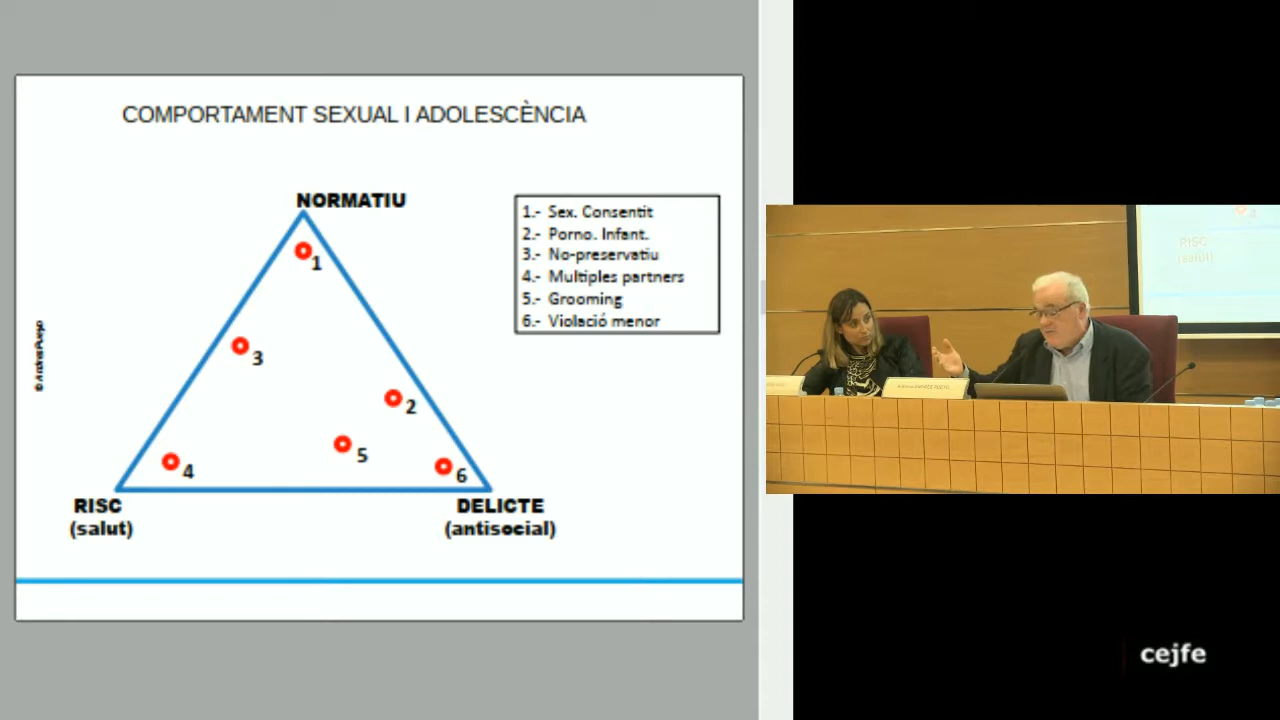 COMPORTAMENT SEXUAL I ADOLESCÈNCIA
NORMATIU
1.- Sex. Consentit
2.- Porno. Infant.
3.- No-preservatiu
4.- Multiples partners
5.- Grooming
6.- Violació menor
1
3
2
5
4
6
RISC
(salut)
DELICTE
(antisocial)
RISC
(salut)
cejfe